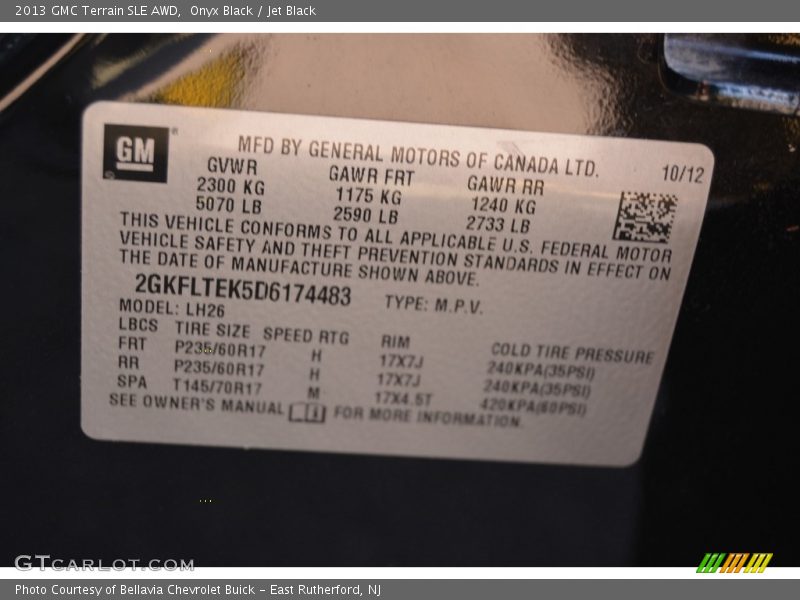 2013 GMC Terrain SLE AWD, Onyx Black / Jet Black
GM
MFD BY GENERAL MOTORS OF CANADA LTD.
10/12
GVWR GAWR FRT GAWR RR
2300 KG 1175 KG 1240 KG
5070 LB 2590 LB 2733 LB
THIS VEHICLE CONFORMS TO ALL APPLICABLE U.S. FEDERAL MOTOR
VEHICLE SAFETY AND THEFT PREVENTION STANDARDS IN EFFECT ON
THE DATE OF MANUFACTURE SHOWN ABOVE.
2GKFLTEK5D6174483 TYPE: M.P.V.
MODEL: LH26
LBCS TIRE SIZE SPEED RTG RIM COLD TIRE PRESSURE
FRT P235/60R17 H 17X7J 240KPA(35PSI)
RR P235/60R17 H 17X7J 240KPA(35PSI)
SPA T145/70R17 M 17X4.5T 420KPA(60PSI)
SEE OWNER'S MANUAL FOR MORE INFORMATION.
GTCARLOT.COM
Photo Courtesy of Bellavia Chevrolet Buick – East Rutherford, NJ